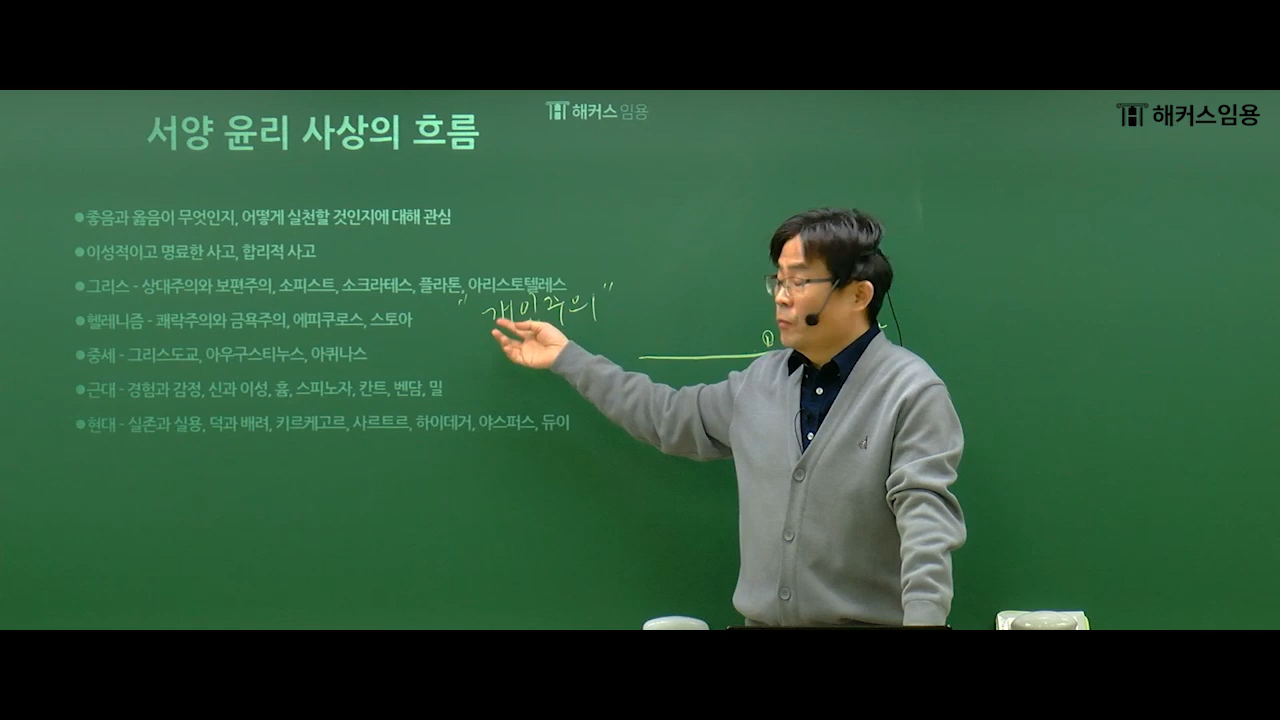 서양 윤리 사상의 흐름
해커스임용
해커스임용
●좋음과 옳음이 무엇인지, 어떻게 실천할 것인지에 대해 관심
●이성적이고 명료한 사고, 합리적 사고
●그리스 - 상대주의와 보편주의, 소피스트, 소크라테스, 플라톤, 아리스토텔레스
"개인주의"
●헬레니즘 - 쾌락주의와 금욕주의, 에피쿠로스, 스토아
①
●중세 - 그리스도교, 아우구스티누스, 아퀴나스
●근대 - 경험과 감정, 신과 이성, 흄, 스피노자, 칸트, 벤담, 밀
●현대 - 실존과 실용, 덕과 배려, 키르케고르, 사르트르, 하이데거, 야스퍼스, 듀이